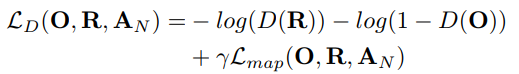 ℒ_D(𝐎, 𝐑, 𝐀_N) = − log(D(𝐑)) − log(1 − D(𝐎))
+ γℒ_map(𝐎, 𝐑, 𝐀_N)